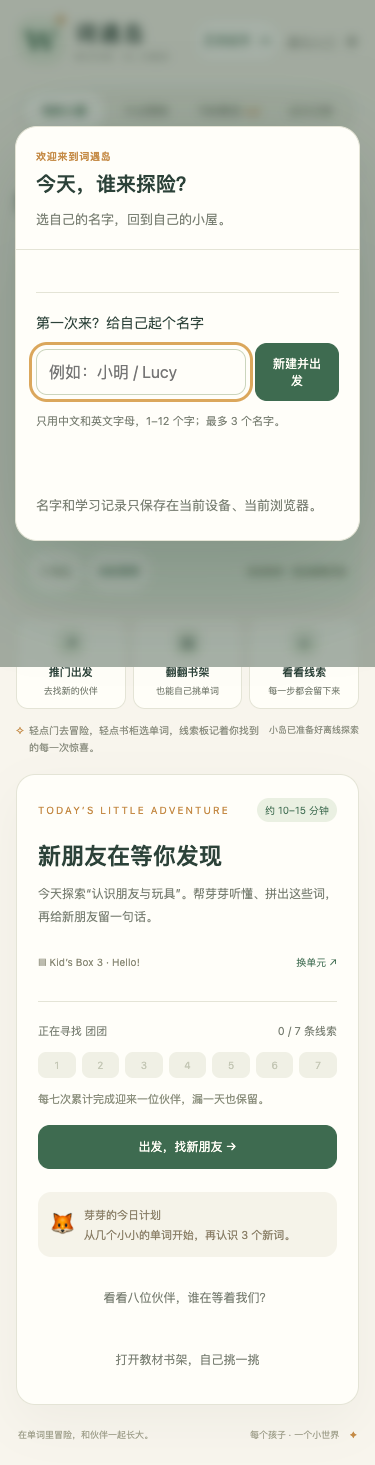 欢迎来到词遇岛
今天，谁来探险？
选自己的名字，回到自己的小屋。
第一次来？给自己起个名字
例如：小明 / Lucy
新建并出
发
只用中文和英文字母，1–12 个字；最多 3 个名字。
名字和学习记录只保存在当前设备、当前浏览器。
推门出发
去找新的伙伴
翻翻书架
也能自己挑单词
看看线索
每一步都会留下来
✧ 轻点门去冒险，轻点书柜选单词，线索板记着你找到
的每一次惊喜。
小岛已准备好离线探索
TODAY'S LITTLE ADVENTURE
约 10–15 分钟
新朋友在等你发现
今天探索“认识朋友与玩具”。帮芽芽听懂、拼出这些词，
再给新朋友留一句话。
Kid's Box 3 · Hello!
换单元 ↗
正在寻找 团团
0 / 7 条线索
1 2 3 4 5 6 7
每七次累计完成迎来一位伙伴，漏一天也保留。
出发，找新朋友 →
芽芽的今日计划
从几个小小的单词开始，再认识 3 个新词。
看看八位伙伴，谁在等着我们？
打开教材书架，自己挑一挑
在单词里冒险，和伙伴一起长大。
每个孩子 · 一个小世界 ✦